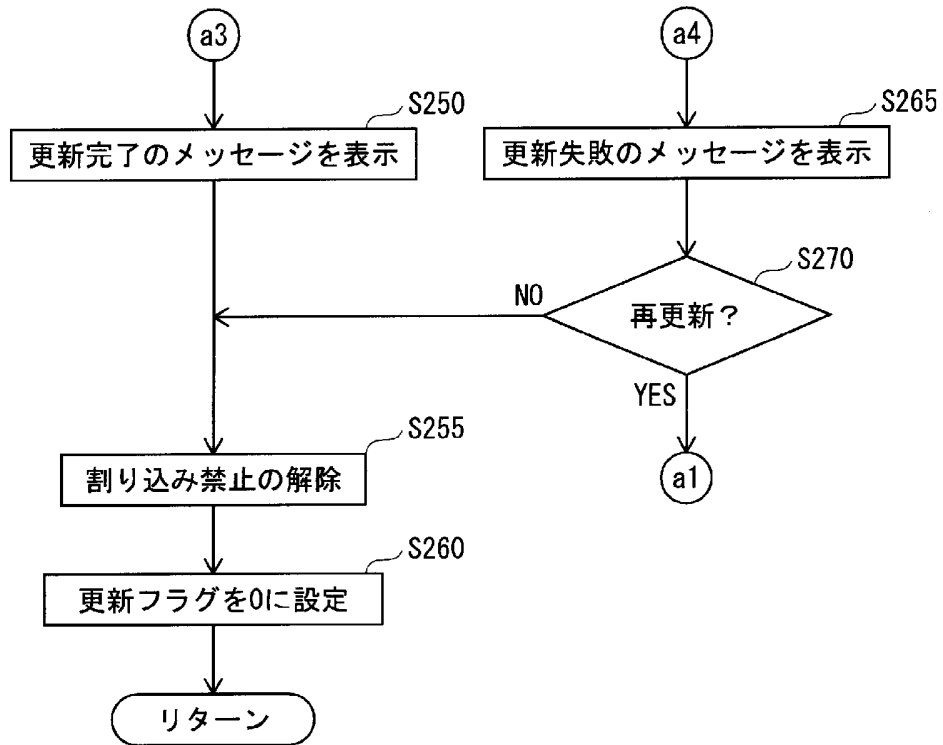 a3
a4
S250
S265
更新完了のメッセージを表示
更新失敗のメッセージを表示
S270
NO
再更新?
YES
S255
a1
割り込み禁止の解除
S260
更新フラグを0に設定
リターン